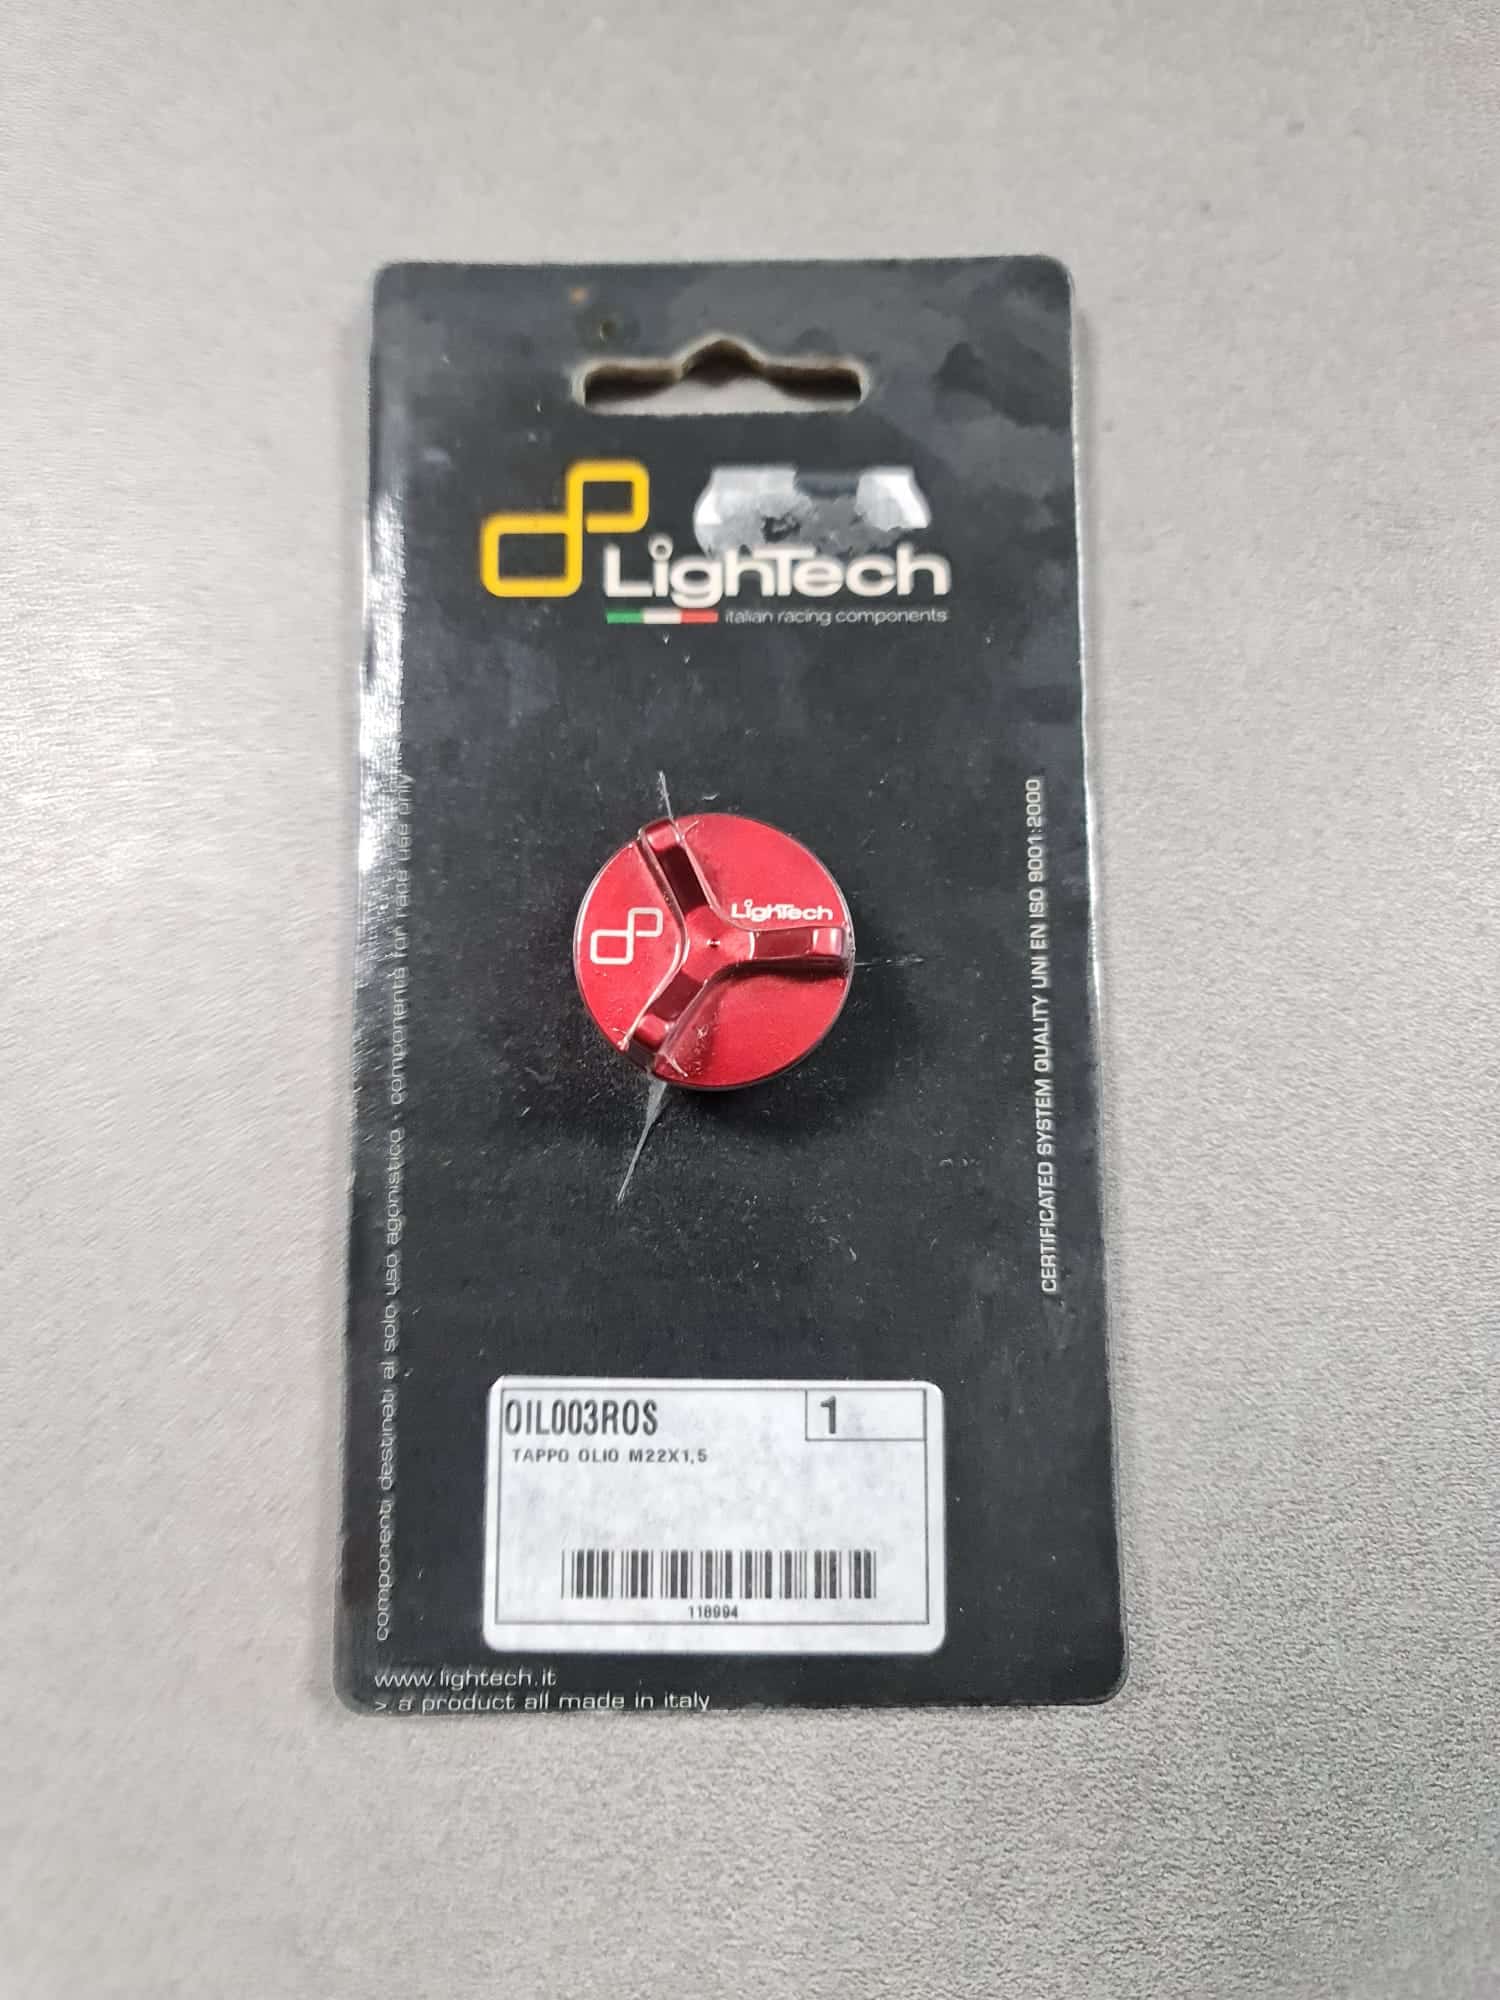 LighTech
italian racing components
LighTech
componenti destinati al solo uso agonistico - components for race use only
CERTIFICATED SYSTEM QUALITY UNI EN ISO 9001:2000
OIL003ROS
1
TAPPO OLIO M22X1,5
118994
www.lightech.it
> a product all made in italy